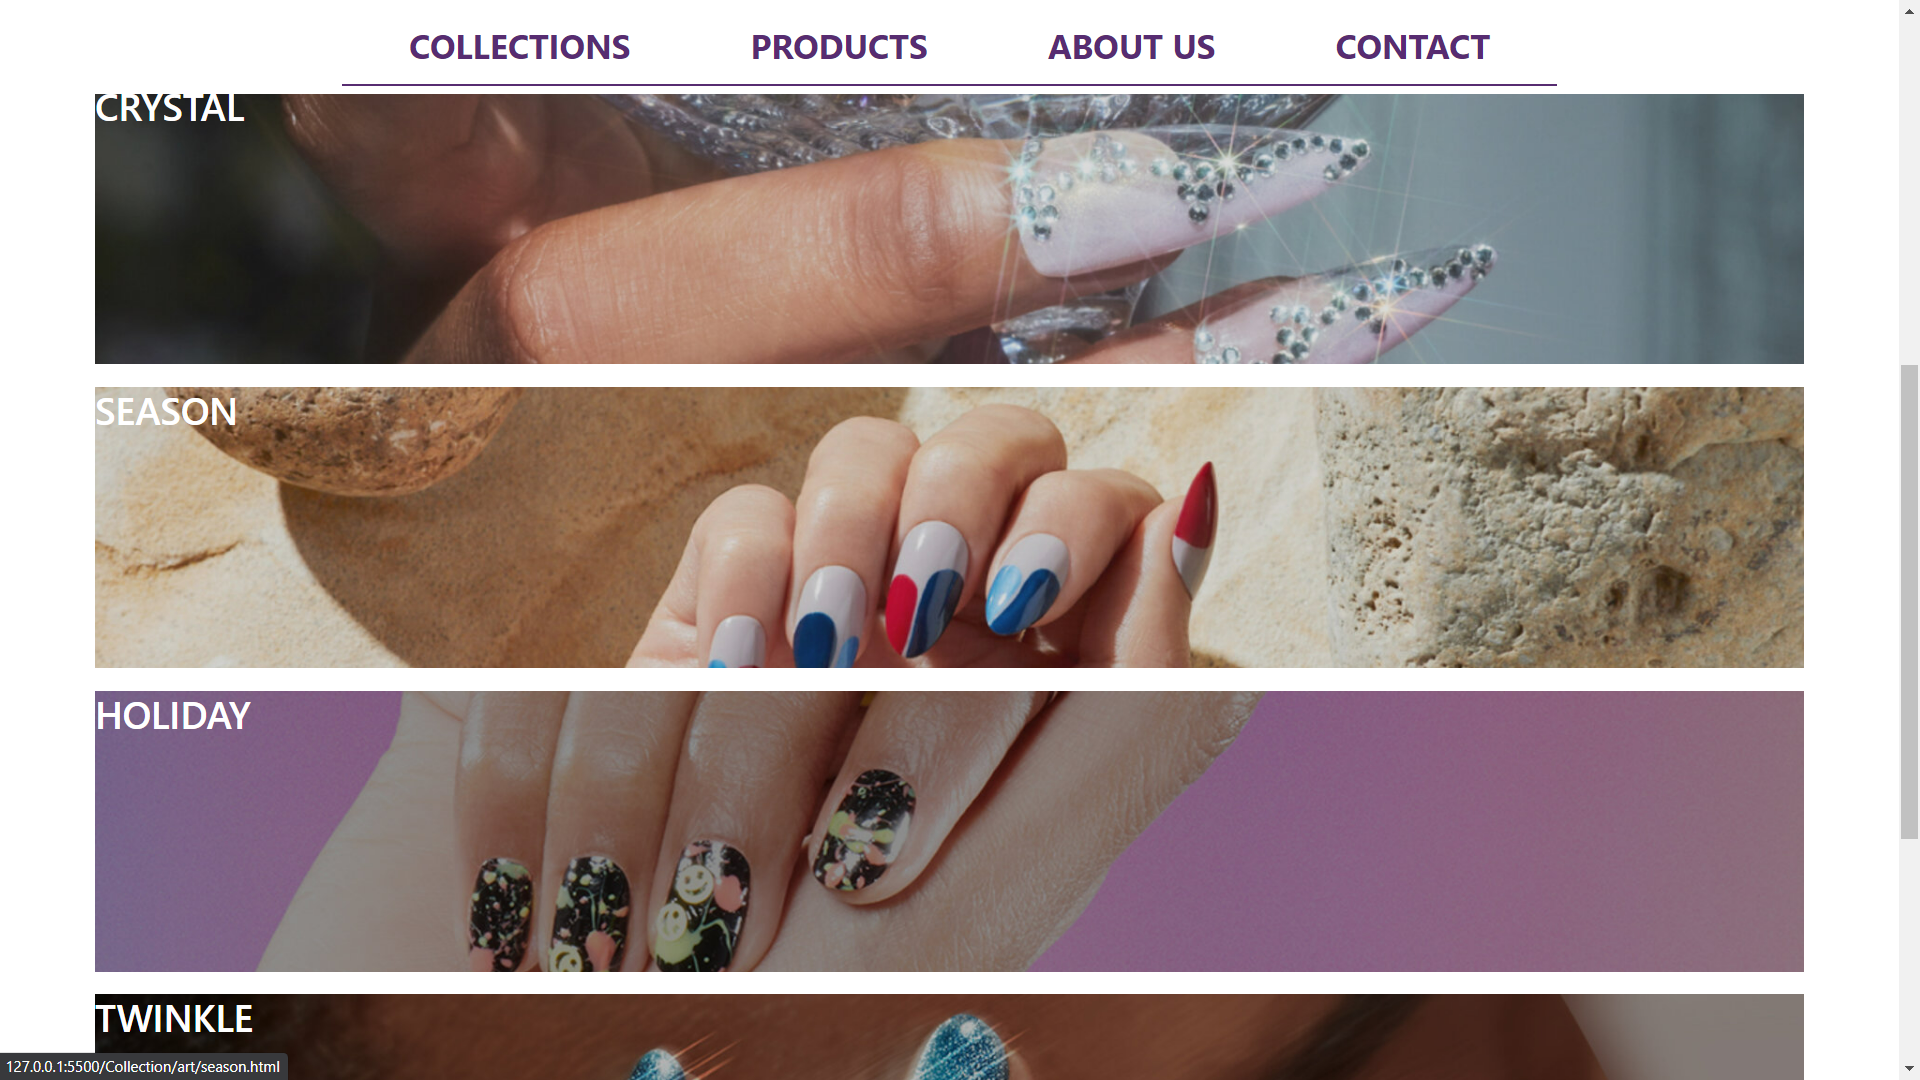 COLLECTIONS PRODUCTS ABOUT US CONTACT
CRYSTAL
SEASON
HOLIDAY
TWINKLE
127.0.0.1:5500/Collection/art/season.html